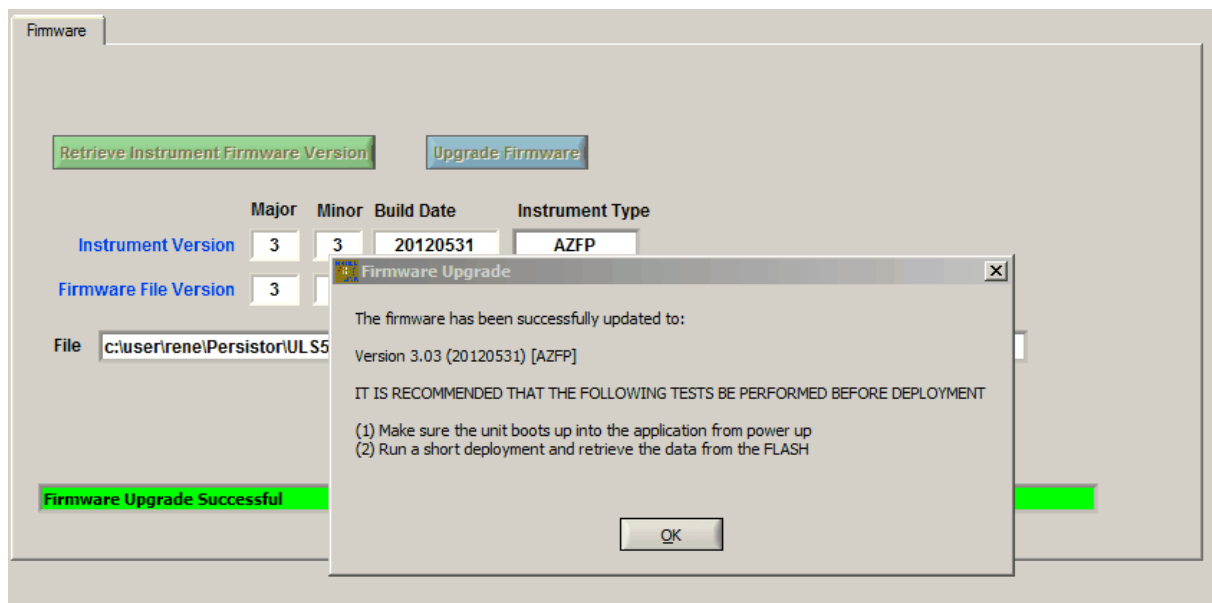 Firmware
Retrieve Instrument Firmware Version
Upgrade Firmware
Major Minor Build Date Instrument Type
Instrument Version 3 3 20120531 AZFP
Firmware File Version 3
File c:\user\rene\Persistor\ULS5
Firmware Upgrade Successful
Firmware Upgrade
The firmware has been successfully updated to:
Version 3.03 (20120531) [AZFP]
IT IS RECOMMENDED THAT THE FOLLOWING TESTS BE PERFORMED BEFORE DEPLOYMENT
(1) Make sure the unit boots up into the application from power up
(2) Run a short deployment and retrieve the data from the FLASH
OK